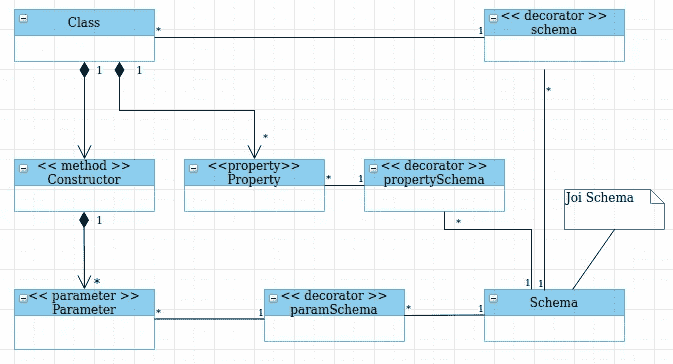 Class
* 1
<< decorator >>
schema
1
1
*
*
<< method >>
Constructor
<<property>>
Property
* 1
<< decorator >>
propertySchema
Joi Schema
1
*
*
1 1
<< parameter >>
Parameter
* 1
<< decorator >>
paramSchema
* 1
Schema